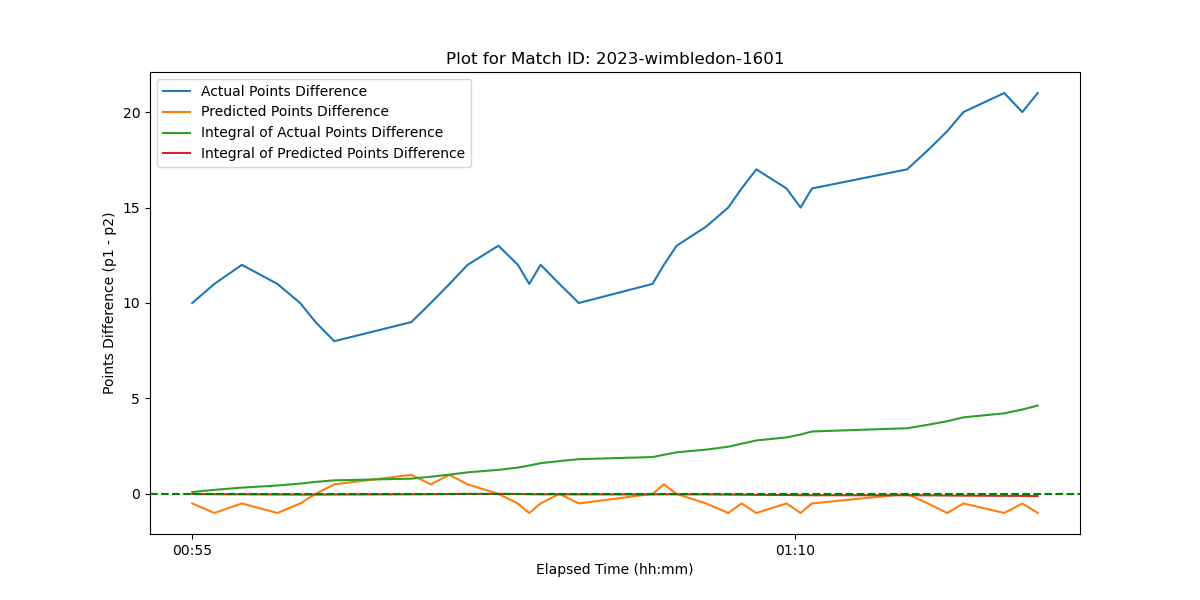 Plot for Match ID: 2023-wimbledon-1601
Actual Points Difference
Predicted Points Difference
Integral of Actual Points Difference
Integral of Predicted Points Difference
Points Difference (p1 - p2)
20
15
10
5
0
00:55
01:10
Elapsed Time (hh:mm)